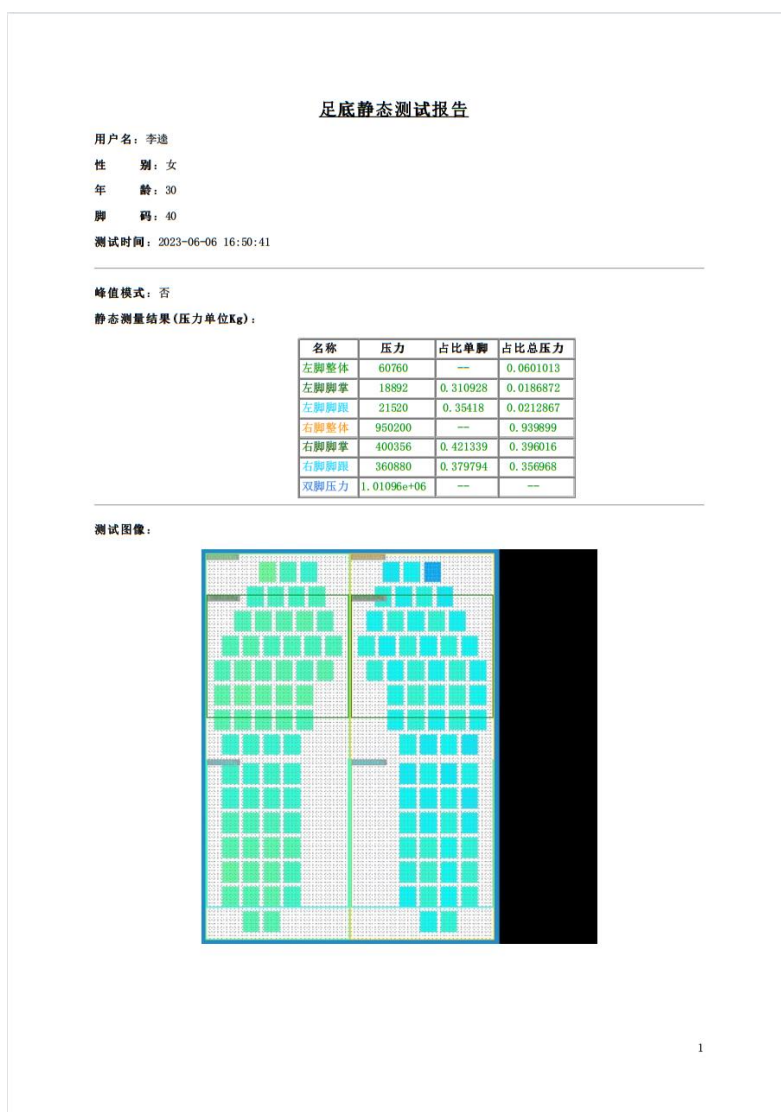 足底静态测试报告
用户名：李逵
性 别：女
年 龄：30
脚 码：40
测试时间：2023-06-06 16:50:41
峰值模式：否
静态测量结果(压力单位Kg)：
名称 压力 占比单脚 占比总压力
左脚整体 60760 -- 0.0601013
左脚脚掌 18892 0.310928 0.0186872
左脚脚跟 21520 0.35418 0.0212867
右脚整体 950200 -- 0.939899
右脚脚掌 400356 0.421339 0.396016
右脚脚跟 360880 0.379794 0.356968
双脚压力 1.01096e+06 -- --
测试图像：
1